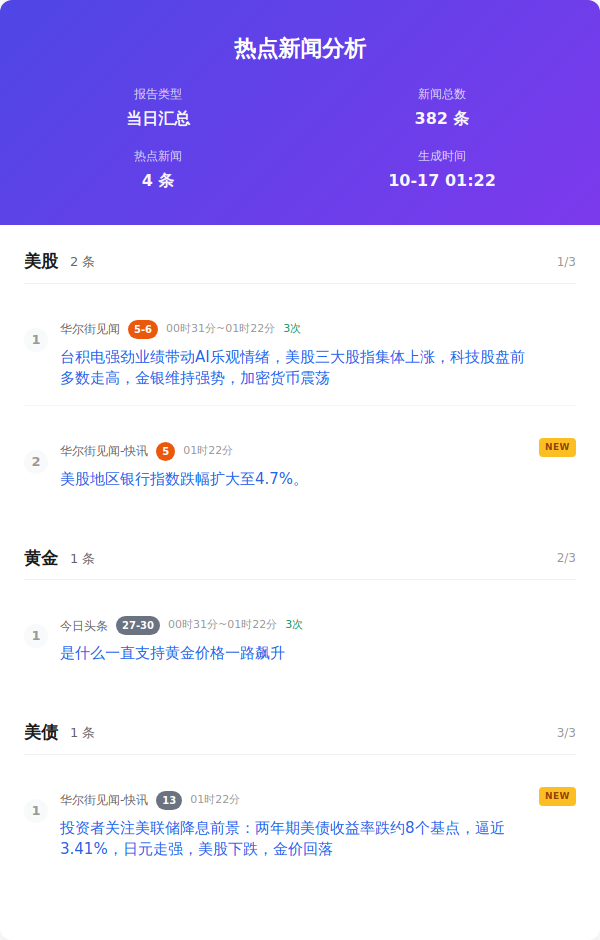 热点新闻分析
报告类型
新闻总数
当日汇总
382 条
热点新闻
生成时间
4 条
10-17 01:22
美股 2 条 1/3
1 华尔街见闻 5-6 00时31分~01时22分 3次
台积电强劲业绩带动AI乐观情绪，美股三大股指集体上涨，科技股盘前
多数走高，金银维持强势，加密货币震荡
2 华尔街见闻-快讯 5 01时22分 NEW
美股地区银行指数跌幅扩大至4.7%。
黄金 1 条 2/3
1 今日头条 27-30 00时31分~01时22分 3次
是什么一直支持黄金价格一路飙升
美债 1 条 3/3
1 华尔街见闻-快讯 13 01时22分 NEW
投资者关注美联储降息前景：两年期美债收益率跌约8个基点，逼近
3.41%，日元走强，美股下跌，金价回落